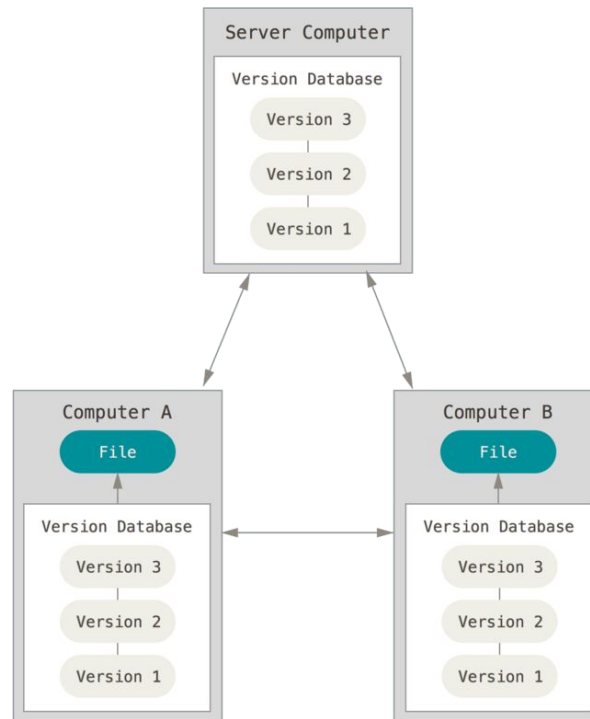 Server Computer
Version Database
Version 3
Version 2
Version 1
Computer A
File
Version Database
Version 3
Version 2
Version 1
Computer B
File
Version Database
Version 3
Version 2
Version 1